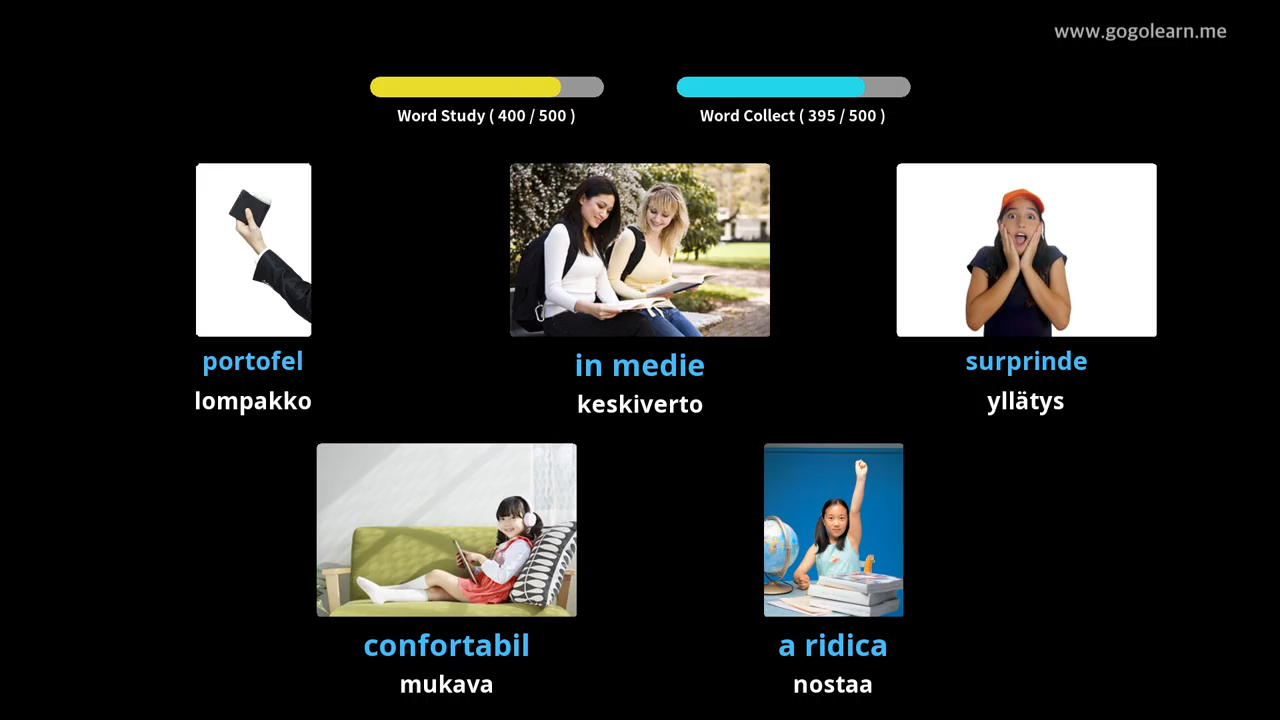 www.gogolearn.me
Word Study ( 400 / 500 )
Word Collect ( 395 / 500 )
portofel
lompakko
in medie
keskiverto
surprinde
yllätys
confortabil
mukava
a ridica
nostaa